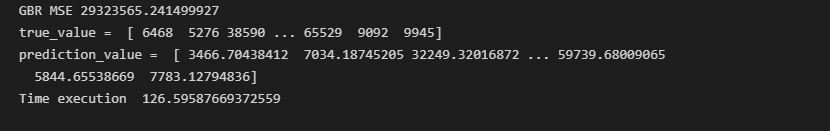 GBR MSE 29323565.241499927
true_value =  [ 6468  5276 38590 ... 65529  9092  9945]
prediction_value =  [ 3466.70438412  7034.18745205 32249.32016872 ... 59739.68009065
  5844.65538669  7783.12794836]
Time execution  126.59587669372559